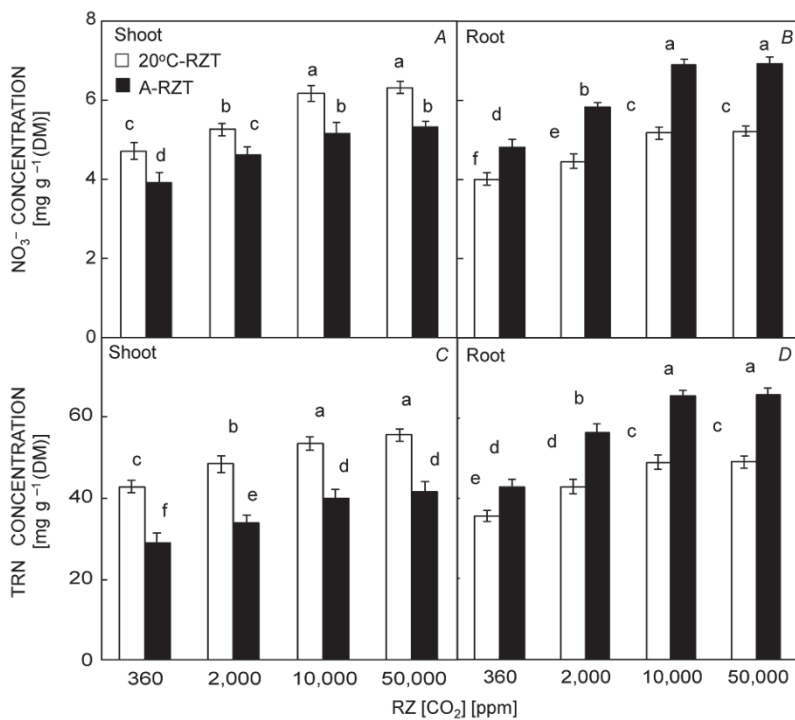 NO₃⁻ CONCENTRATION
[mg g⁻¹ (DM)]
8
6
4
2
0
Shoot
A
20ºC-RZT
A-RZT
c
d
b
c
a
b
a
b
Root
B
f
d
e
b
c
a
c
a
TRN CONCENTRATION
[mg g⁻¹ (DM)]
60
40
20
0
Shoot
C
c
f
b
e
a
d
a
d
Root
D
e
d
d
b
c
a
c
a
360 2,000 10,000 50,000 360 2,000 10,000 50,000
RZ [CO₂] [ppm]